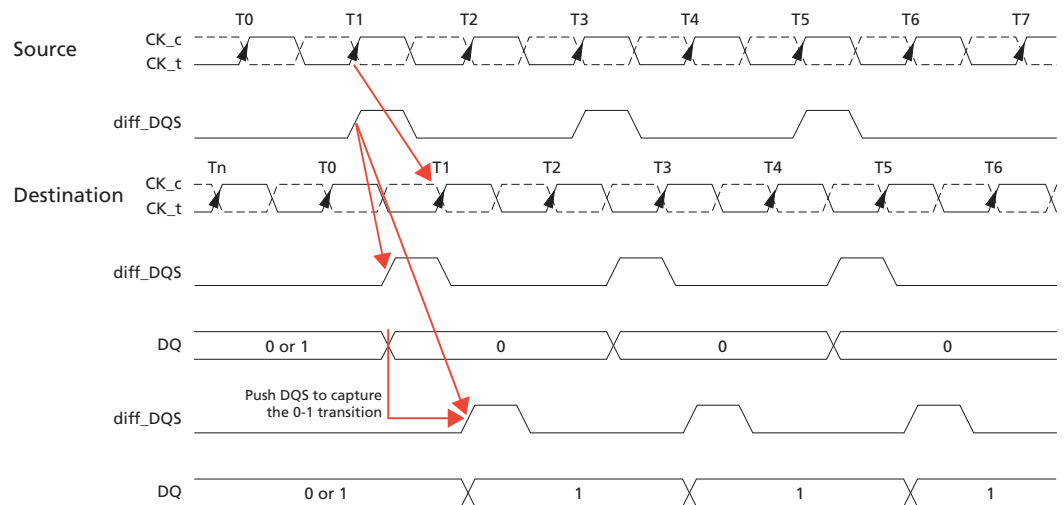 T0 T1 T2 T3 T4 T5 T6 T7
Source
CK_c
CK_t
diff_DQS
Tn T0 T1 T2 T3 T4 T5 T6
Destination
CK_c
CK_t
diff_DQS
DQ 0 or 1 0 0 0
Push DQS to capture
the 0-1 transition
diff_DQS
DQ 0 or 1 1 1 1